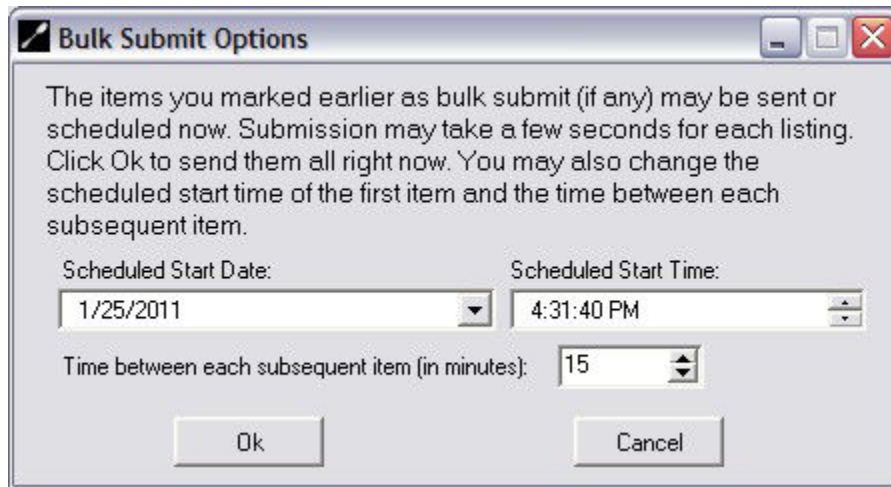 Bulk Submit Options
The items you marked earlier as bulk submit (if any) may be sent or
scheduled now. Submission may take a few seconds for each listing.
Click Ok to send them all right now. You may also change the
scheduled start time of the first item and the time between each
subsequent item.
Scheduled Start Date: Scheduled Start Time:
1/25/2011 4:31:40 PM
Time between each subsequent item (in minutes): 15
Ok Cancel